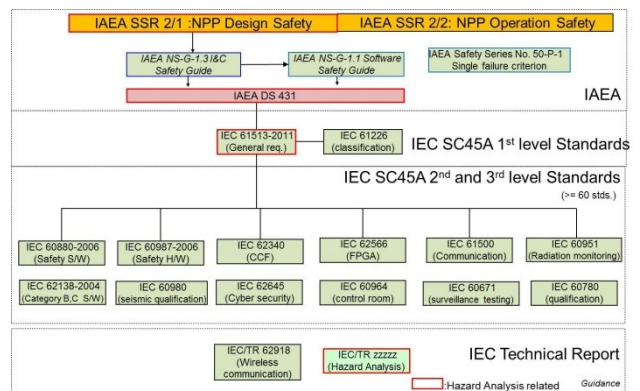 IAEA SSR 2/1 :NPP Design Safety
IAEA SSR 2/2: NPP Operation Safety
IAEA NS-G-1.3 I&C
Safety Guide
IAEA NS-G-1.1 Software
Safety Guide
IAEA Safety Series No. 50-P-1
Single failure criterion
IAEA DS 431
IAEA
IEC 61513-2011
(General req.)
IEC 61226
(classification)
IEC SC45A 1st level Standards
IEC SC45A 2nd and 3rd level Standards
(>= 60 stds.)
IEC 60880-2006
(Safety S/W)
IEC 60987-2006
(Safety H/W)
IEC 62340
(CCF)
IEC 62566
(FPGA)
IEC 61500
(Communication)
IEC 60951
(Radiation monitoring)
IEC 62138-2004
(Category B,C S/W)
IEC 60980
(seismic qualification)
IEC 62645
(Cyber security)
IEC 60964
(control room)
IEC 60671
(surveillance testing)
IEC 60780
(qualification)
IEC/TR 62918
(Wireless
communication)
IEC/TR zzzzz
(Hazard Analysis)
IEC Technical Report
:Hazard Analysis related
Guidance